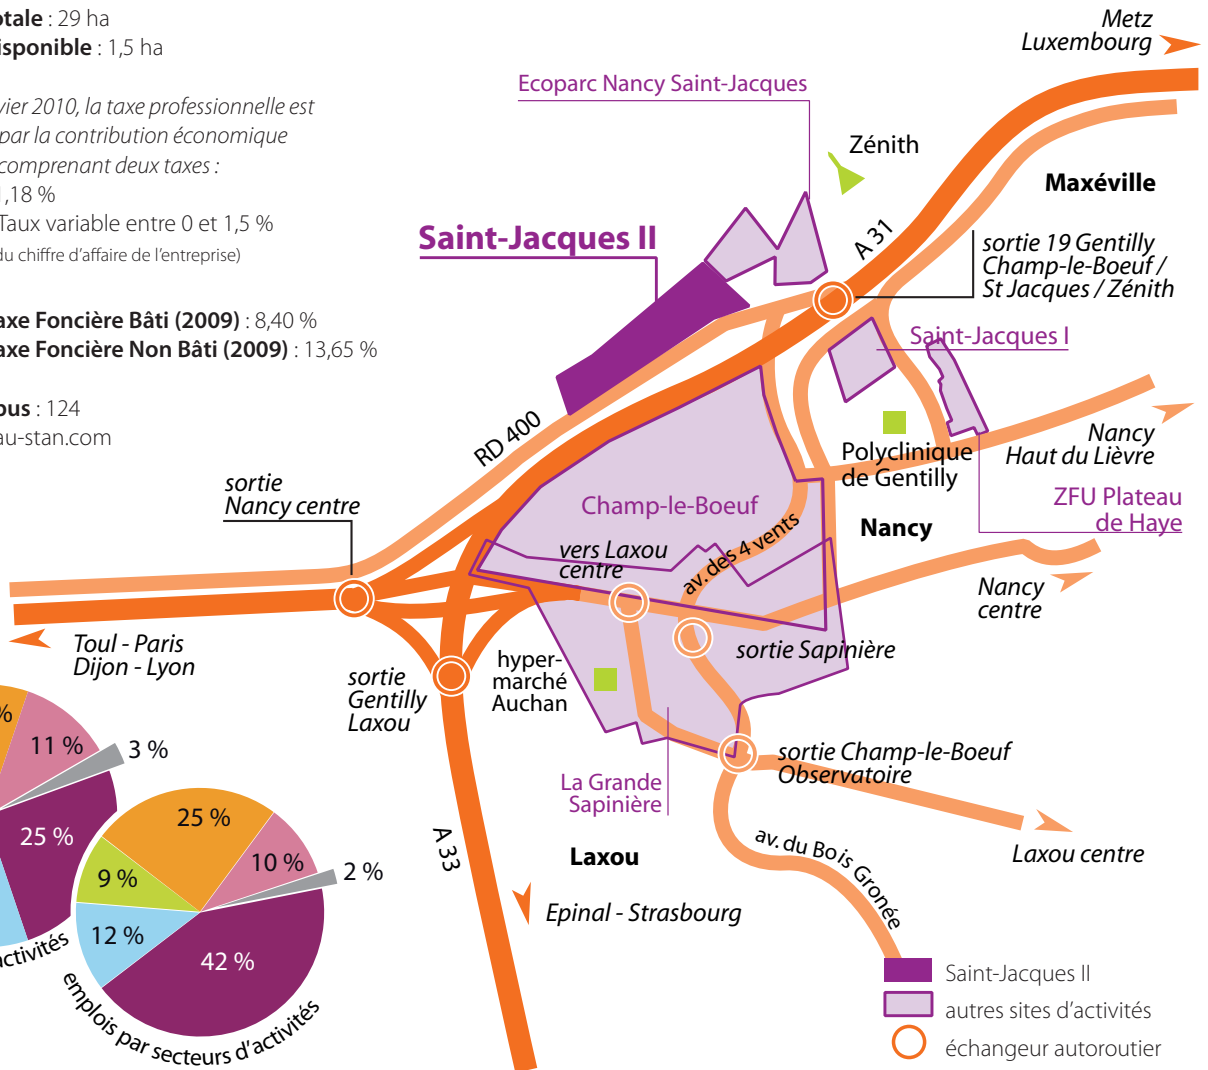 otale : 29 ha
isponible : 1,5 ha
vier 2010, la taxe professionnelle est
par la contribution économique
comprenant deux taxes :
1,18 %
Taux variable entre 0 et 1,5 %
du chiffre d'affaire de l'entreprise)
axe Foncière Bâti (2009) : 8,40 %
axe Foncière Non Bâti (2009) : 13,65 %
bus : 124
au-stan.com
Metz
Luxembourg
Ecoparc Nancy Saint-Jacques
Zénith
Maxéville
Saint-Jacques II
A 31
sortie 19 Gentilly
Champ-le-Boeuf /
St Jacques / Zénith
Saint-Jacques I
RD 400
Polyclinique
de Gentilly
Nancy
Haut du Lièvre
ZFU Plateau
de Haye
sortie
Nancy centre
Champ-le-Boeuf
Nancy
vers Laxou
centre
av. des 4 vents
Nancy
centre
Toul - Paris
Dijon - Lyon
sortie
Gentilly
Laxou
hyper-
marché
Auchan
sortie Sapinière
La Grande
Sapinière
sortie Champ-le-Boeuf
Observatoire
A 33
Laxou
av. du Bois Gronée
Laxou centre
Epinal - Strasbourg
%
11 %
3 %
25 %
activités
25 %
10 %
2 %
9 %
12 %
42 %
emplois par secteurs d'activités
Saint-Jacques II
autres sites d'activités
échangeur autoroutier